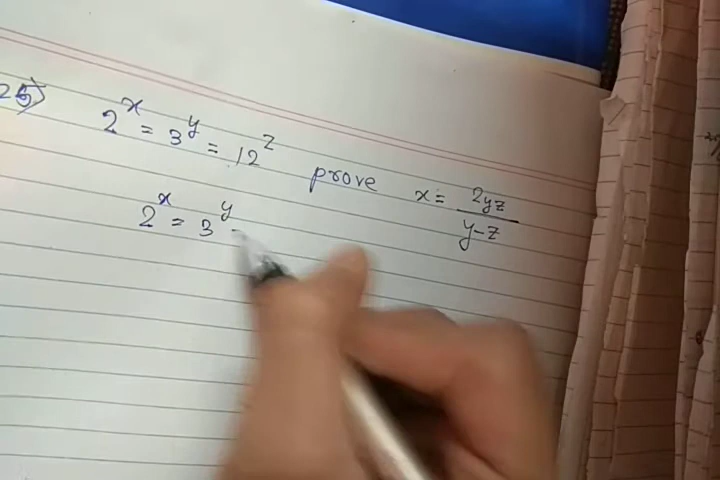 25) 2^x = 3^y = 12^z prove x = 2yz / y-z
2^x = 3^y =